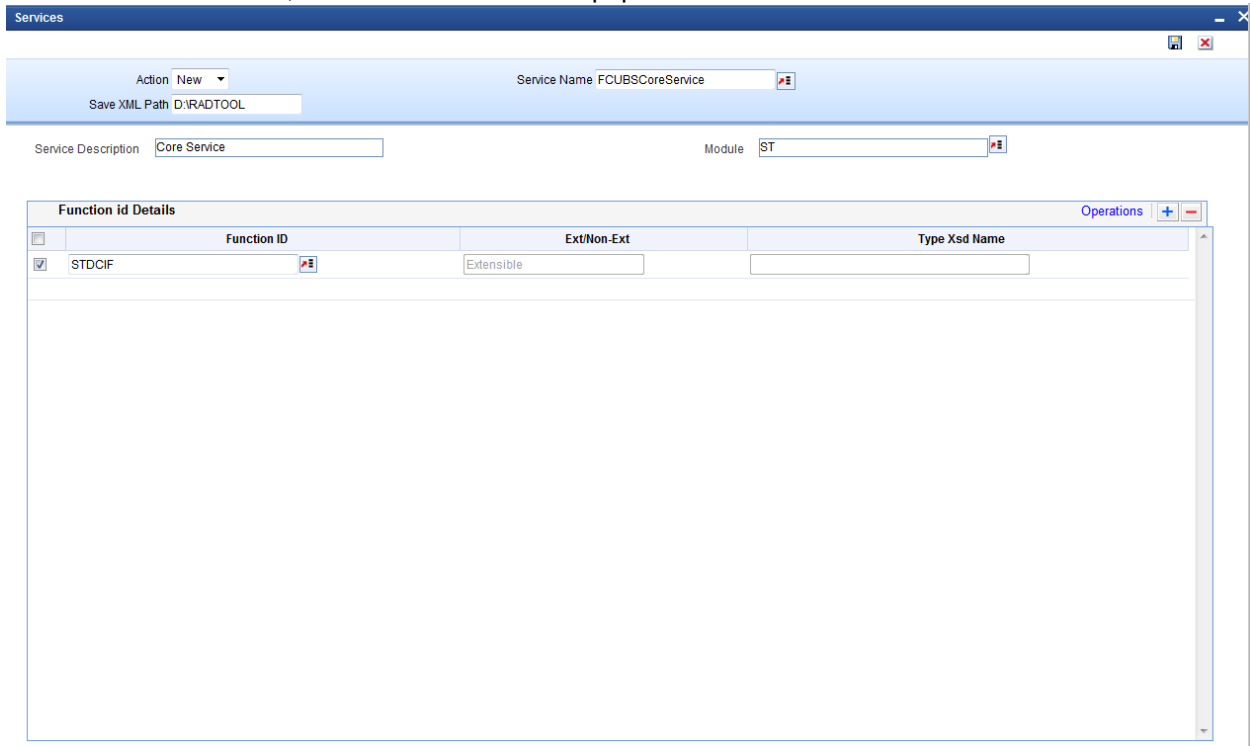 Services
Action New
Service Name FCUBSCoreService
Save XML Path D:\RADTOOL
Service Description Core Service
Module ST
Function id Details
Operations
Function ID Ext/Non-Ext Type Xsd Name
STDCIF Extensible